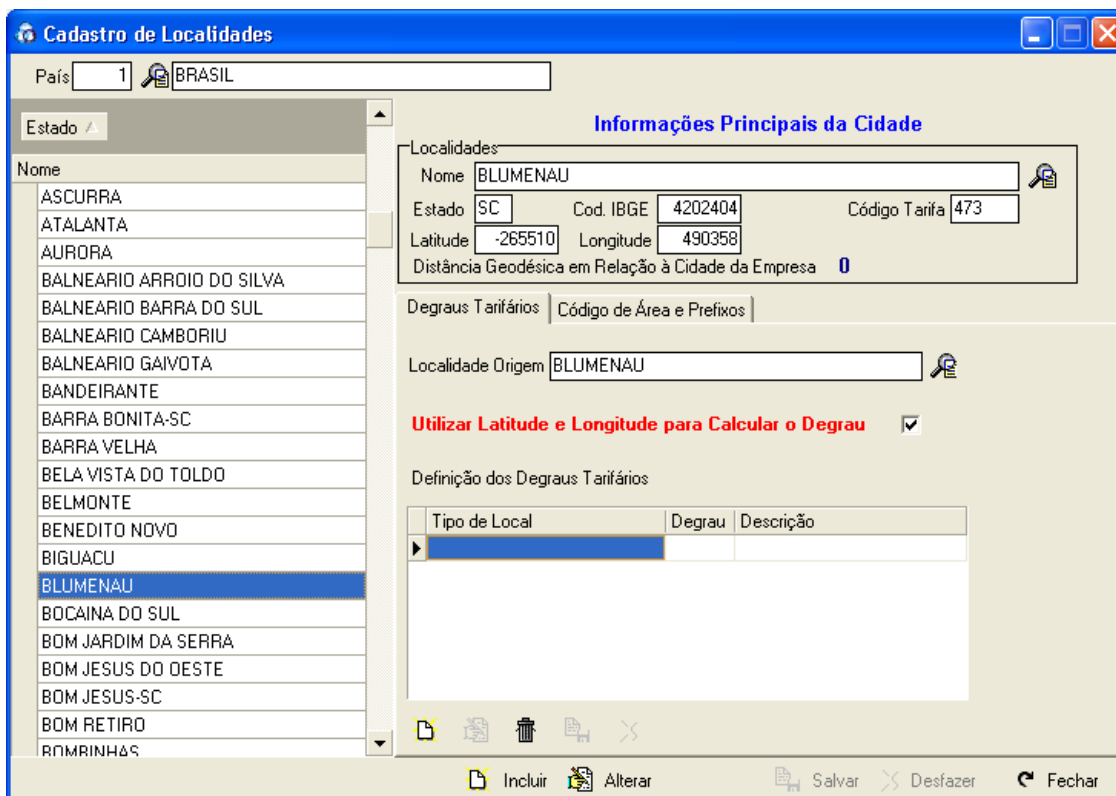 Cadastro de Localidades
País 1 BRASIL
Estado
Nome
ASCURRA
ATALANTA
AURORA
BALNEARIO ARROIO DO SILVA
BALNEARIO BARRA DO SUL
BALNEARIO CAMBORIU
BALNEARIO GAIVOTA
BANDEIRANTE
BARRA BONITA-SC
BARRA VELHA
BELA VISTA DO TOLDO
BELMONTE
BENEDITO NOVO
BIGUACU
BLUMENAU
BOCAINA DO SUL
BOM JARDIM DA SERRA
BOM JESUS DO OESTE
BOM JESUS-SC
BOM RETIRO
BOMBINHAS
Informações Principais da Cidade
Localidades
Nome BLUMENAU
Estado SC Cod. IBGE 4202404 Código Tarifa 473
Latitude -265510 Longitude 490358
Distância Geodésica em Relação à Cidade da Empresa 0
Degraus Tarifários Código de Área e Prefixos
Localidade Origem BLUMENAU
Utilizar Latitude e Longitude para Calcular o Degrau
Definição dos Degraus Tarifários
Tipo de Local Degrau Descrição
Incluir Alterar Salvar Desfazer Fechar